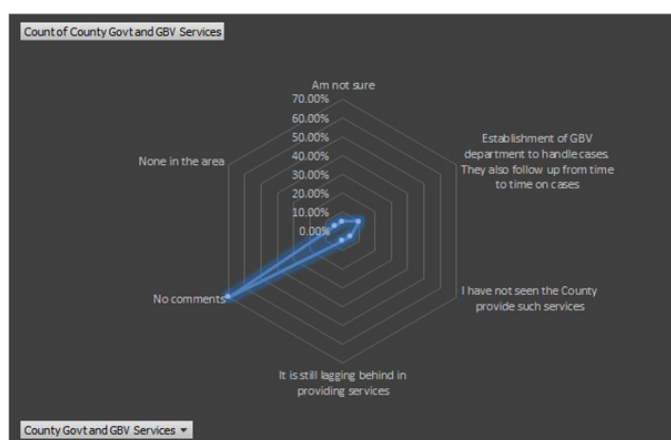 Count of County Govt and GBV Services
Am not sure
70.00%
60.00%
50.00%
40.00%
30.00%
20.00%
10.00%
0.00%
Establishment of GBV
department to handle cases.
They also follow up from time
to time on cases
None in the area
I have not seen the County
provide such services
No comments
It is still lagging behind in
providing services
County Govt and GBV Services